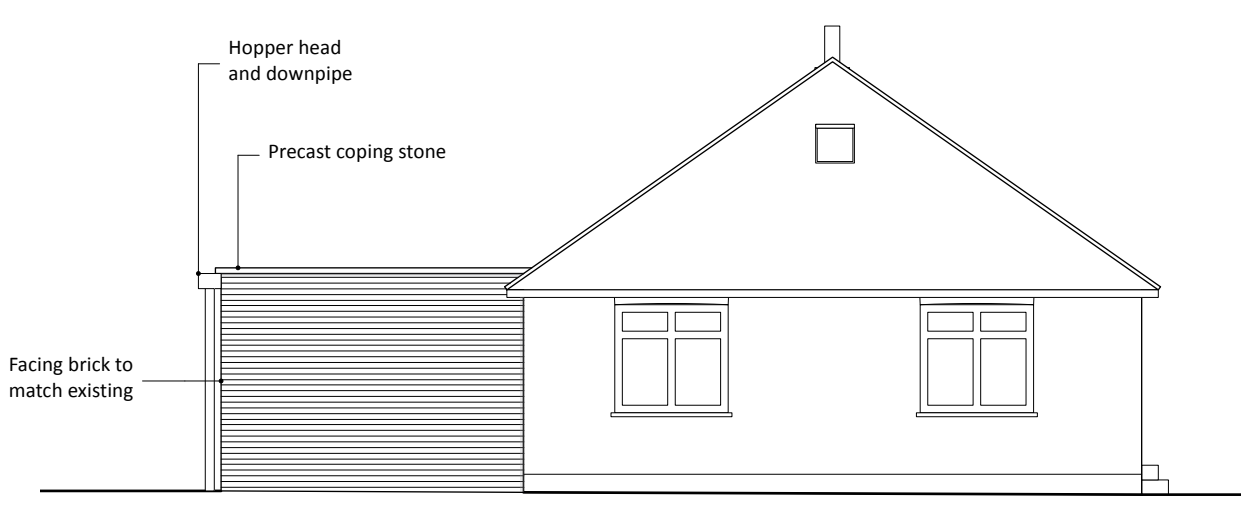 Hopper head
and downpipe
Precast coping stone
Facing brick to
match existing